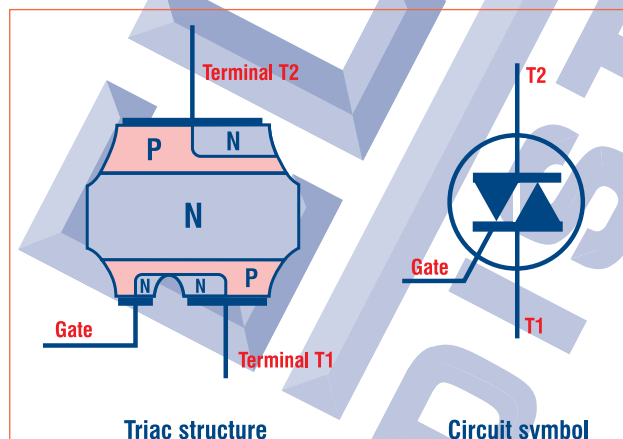 Terminal T2
P
N
N
N
N
P
Gate
Terminal T1
Triac structure
T2
Gate
T1
Circuit symbol